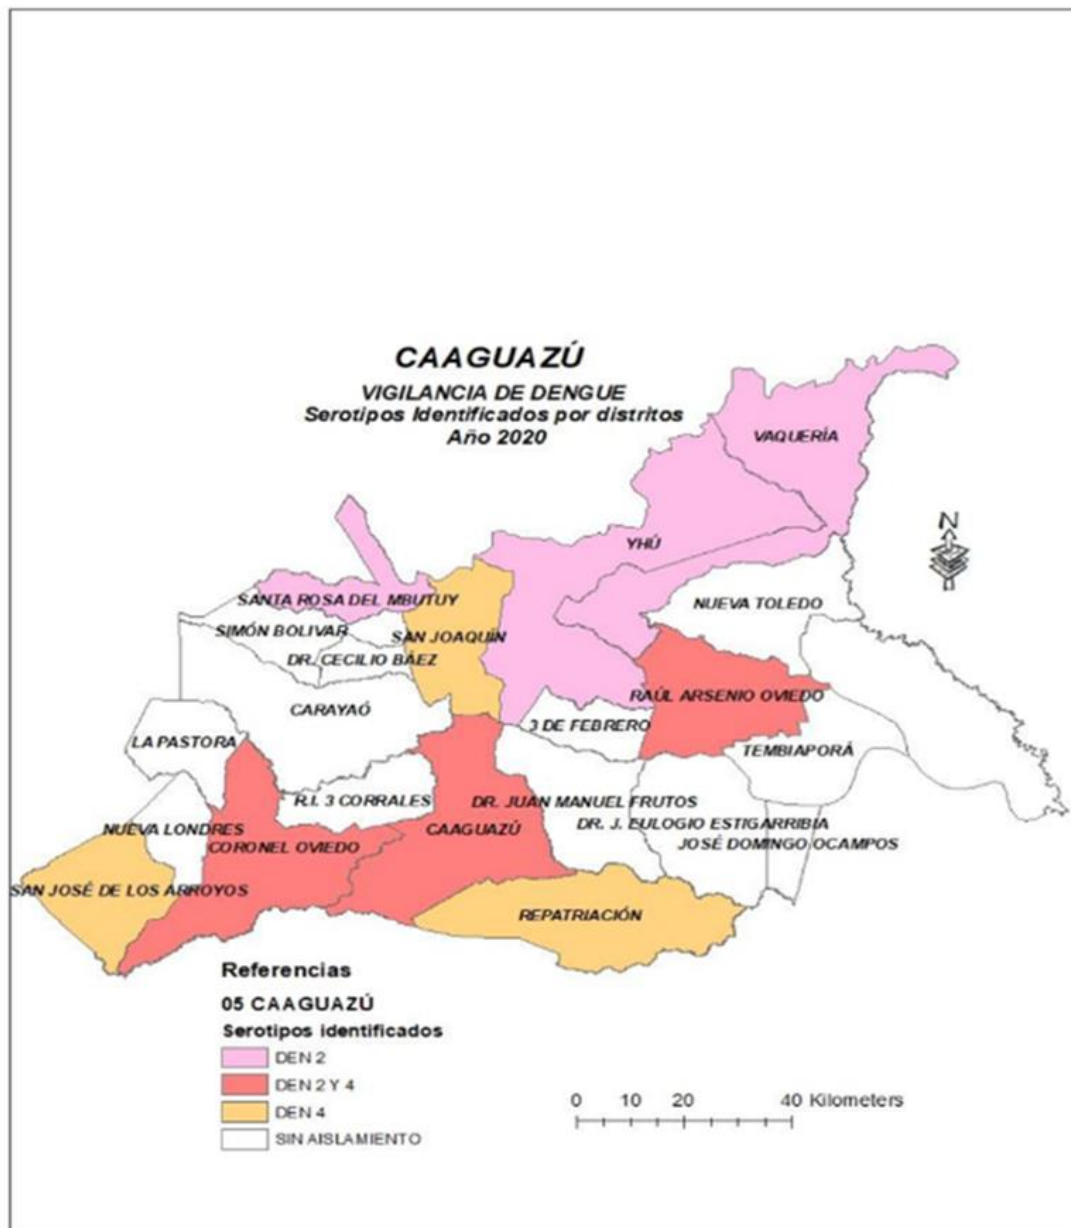 CAAGUAZÚ
VIGILANCIA DE DENGUE
Serotipos Identificados por distritos
Año 2020
VAQUERÍA
N
YHÚ
SANTA ROSA DEL MBUTUY
NUEVA TOLEDO
SIMÓN BOLIVAR
SAN JOAQUÍN
DR. CECILIO BÁEZ
RAÚL ARSENIO OVIEDO
CARAYAÓ
3 DE FEBRERO
LA PASTORA
TEMBIAPORÁ
R.I. 3 CORRALES
DR. JUAN MANUEL FRUTOS
NUEVA LONDRES
CAAGUAZÚ
DR. J. EULOGIO ESTIGARRIBIA
CORONEL OVIEDO
JOSÉ DOMINGO OCAMPOS
SAN JOSÉ DE LOS ARROYOS
REPATRIACIÓN
Referencias
05 CAAGUAZÚ
Serotipos identificados
DEN 2
DEN 2 Y 4
DEN 4
SIN AISLAMIENTO
0 10 20 40 Kilometers